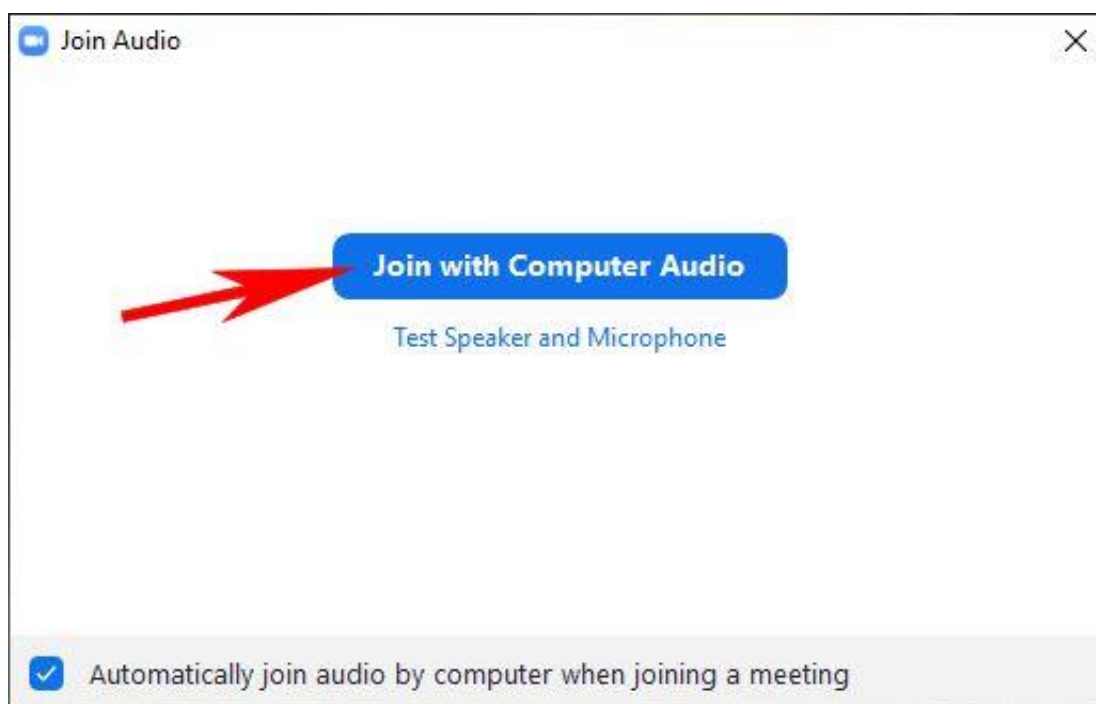 Join Audio
Join with Computer Audio
Test Speaker and Microphone
Automatically join audio by computer when joining a meeting